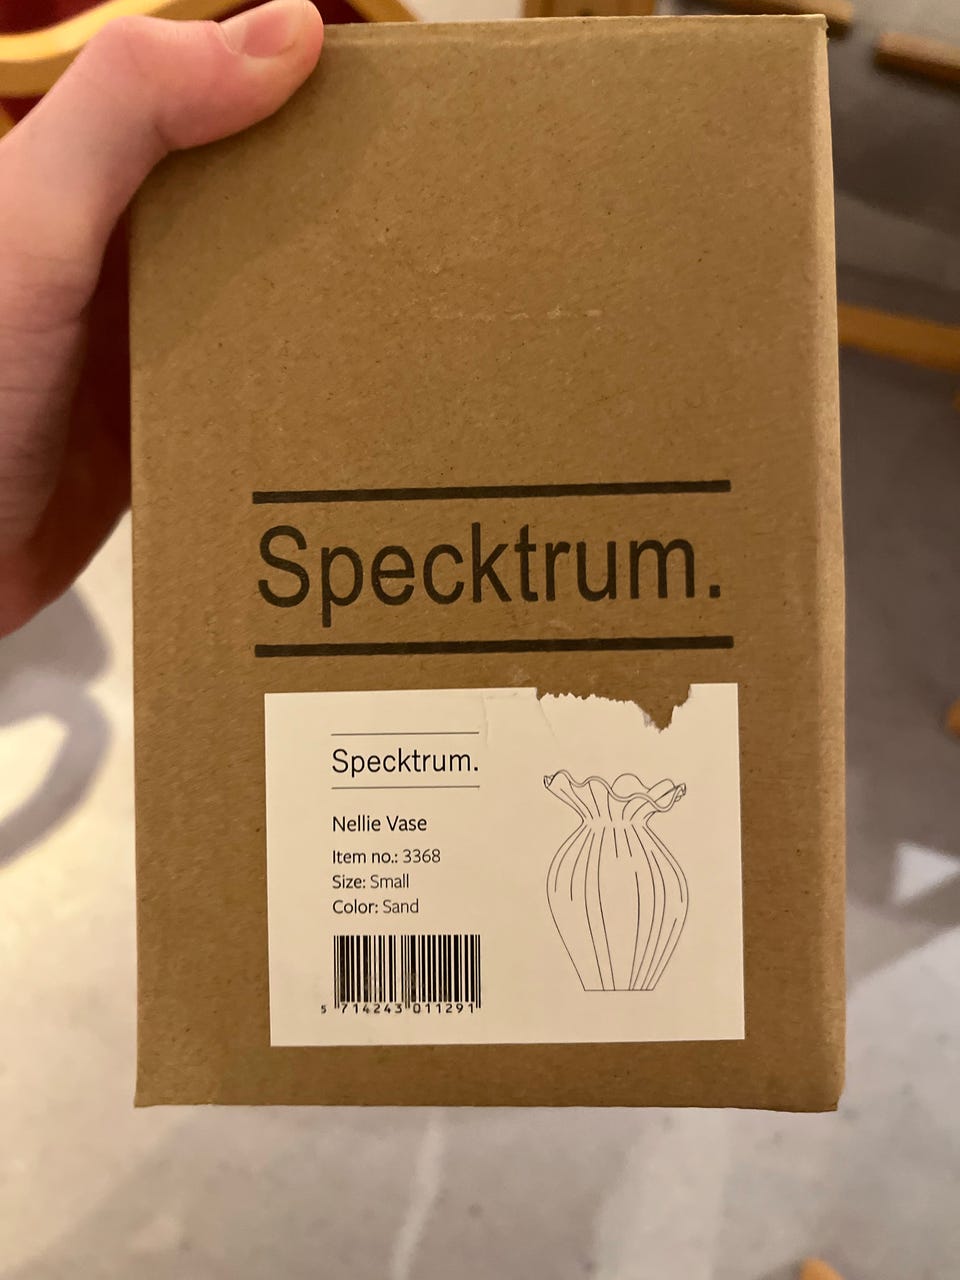 Specktrum.
Specktrum.
Nellie Vase
Item no.: 3368
Size: Small
Color: Sand
5 714243 011291